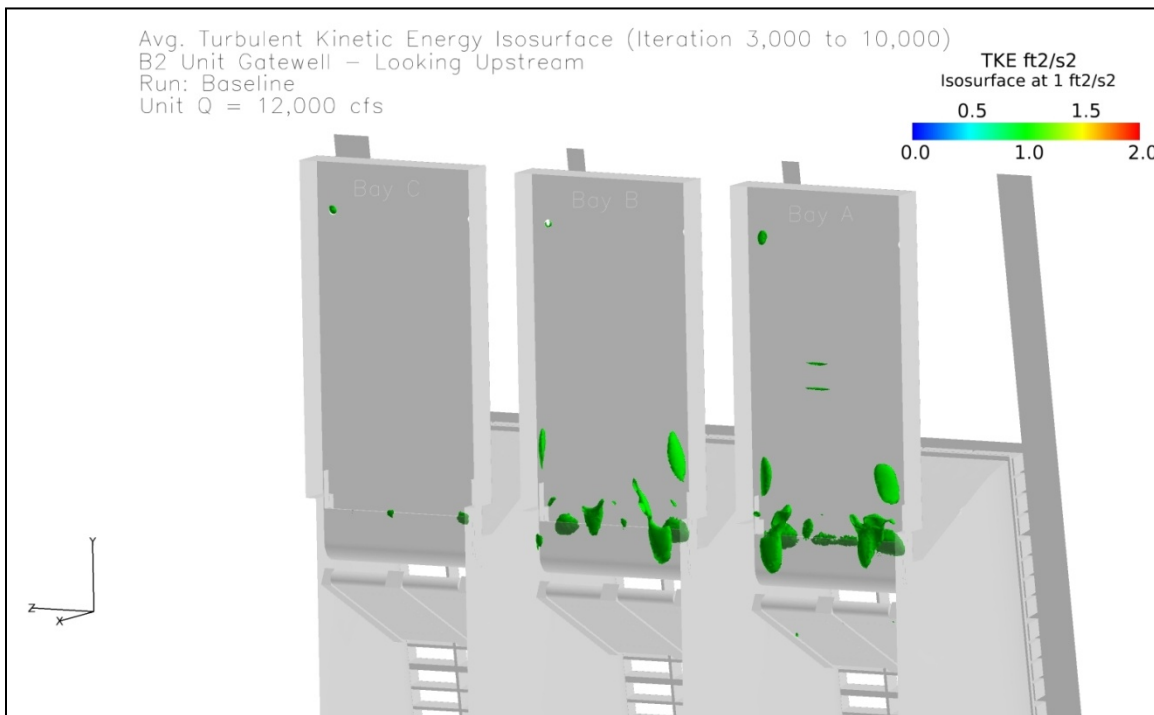 Avg. Turbulent Kinetic Energy Isosurface (Iteration 3,000 to 10,000)
B2 Unit Gatewell – Looking Upstream
Run: Baseline
Unit Q = 12,000 cfs
TKE ft2/s2
Isosurface at 1 ft2/s2
0.5 1.5
0.0 1.0 2.0
Bay C
Bay B
Bay A
Y
Z
X